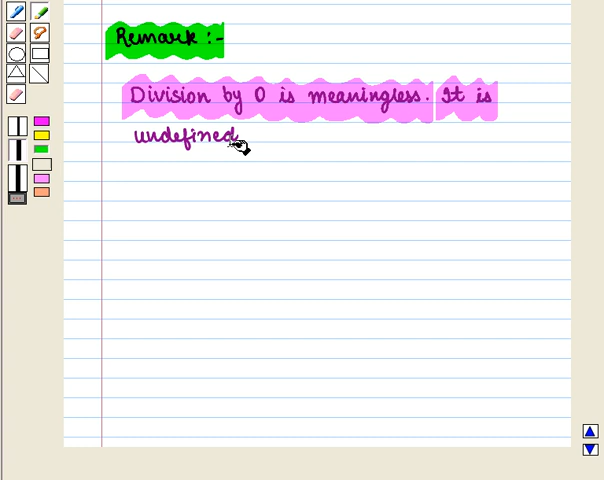 Remark :-
Division by 0 is meaningless. It is
undefined